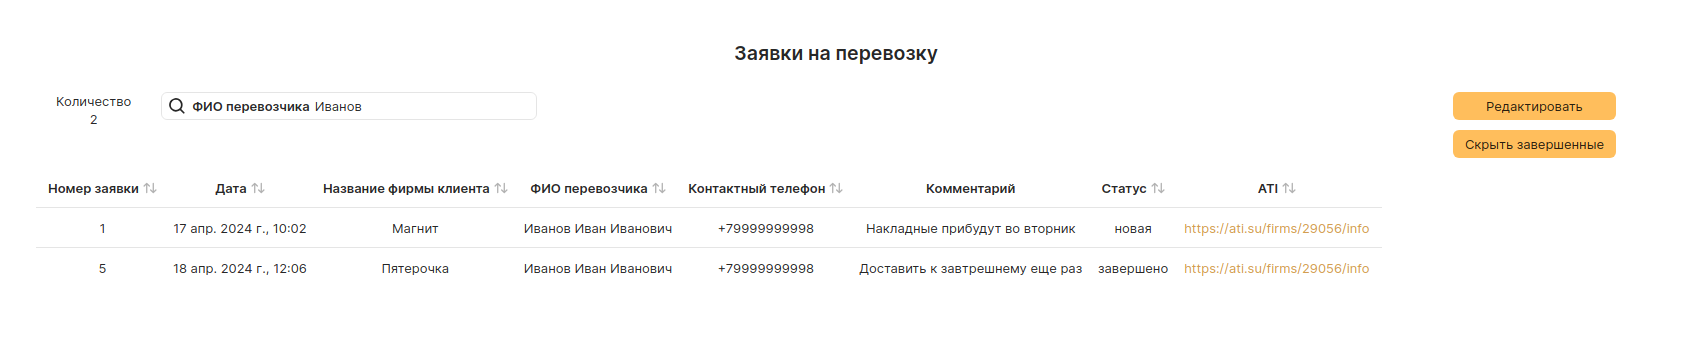 Заявки на перевозку
Количество
2
ФИО перевозчика Иванов
Редактировать
Скрыть завершенные
Номер заявки Дата Название фирмы клиента ФИО перевозчика Контактный телефон Комментарий Статус ATI
1 17 апр. 2024 г., 10:02 Магнит Иванов Иван Иванович +79999999998 Накладные прибудут во вторник новая https://ati.su/firms/29056/info
5 18 апр. 2024 г., 12:06 Пятерочка Иванов Иван Иванович +79999999998 Доставить к завтрешнему еще раз завершено https://ati.su/firms/29056/info